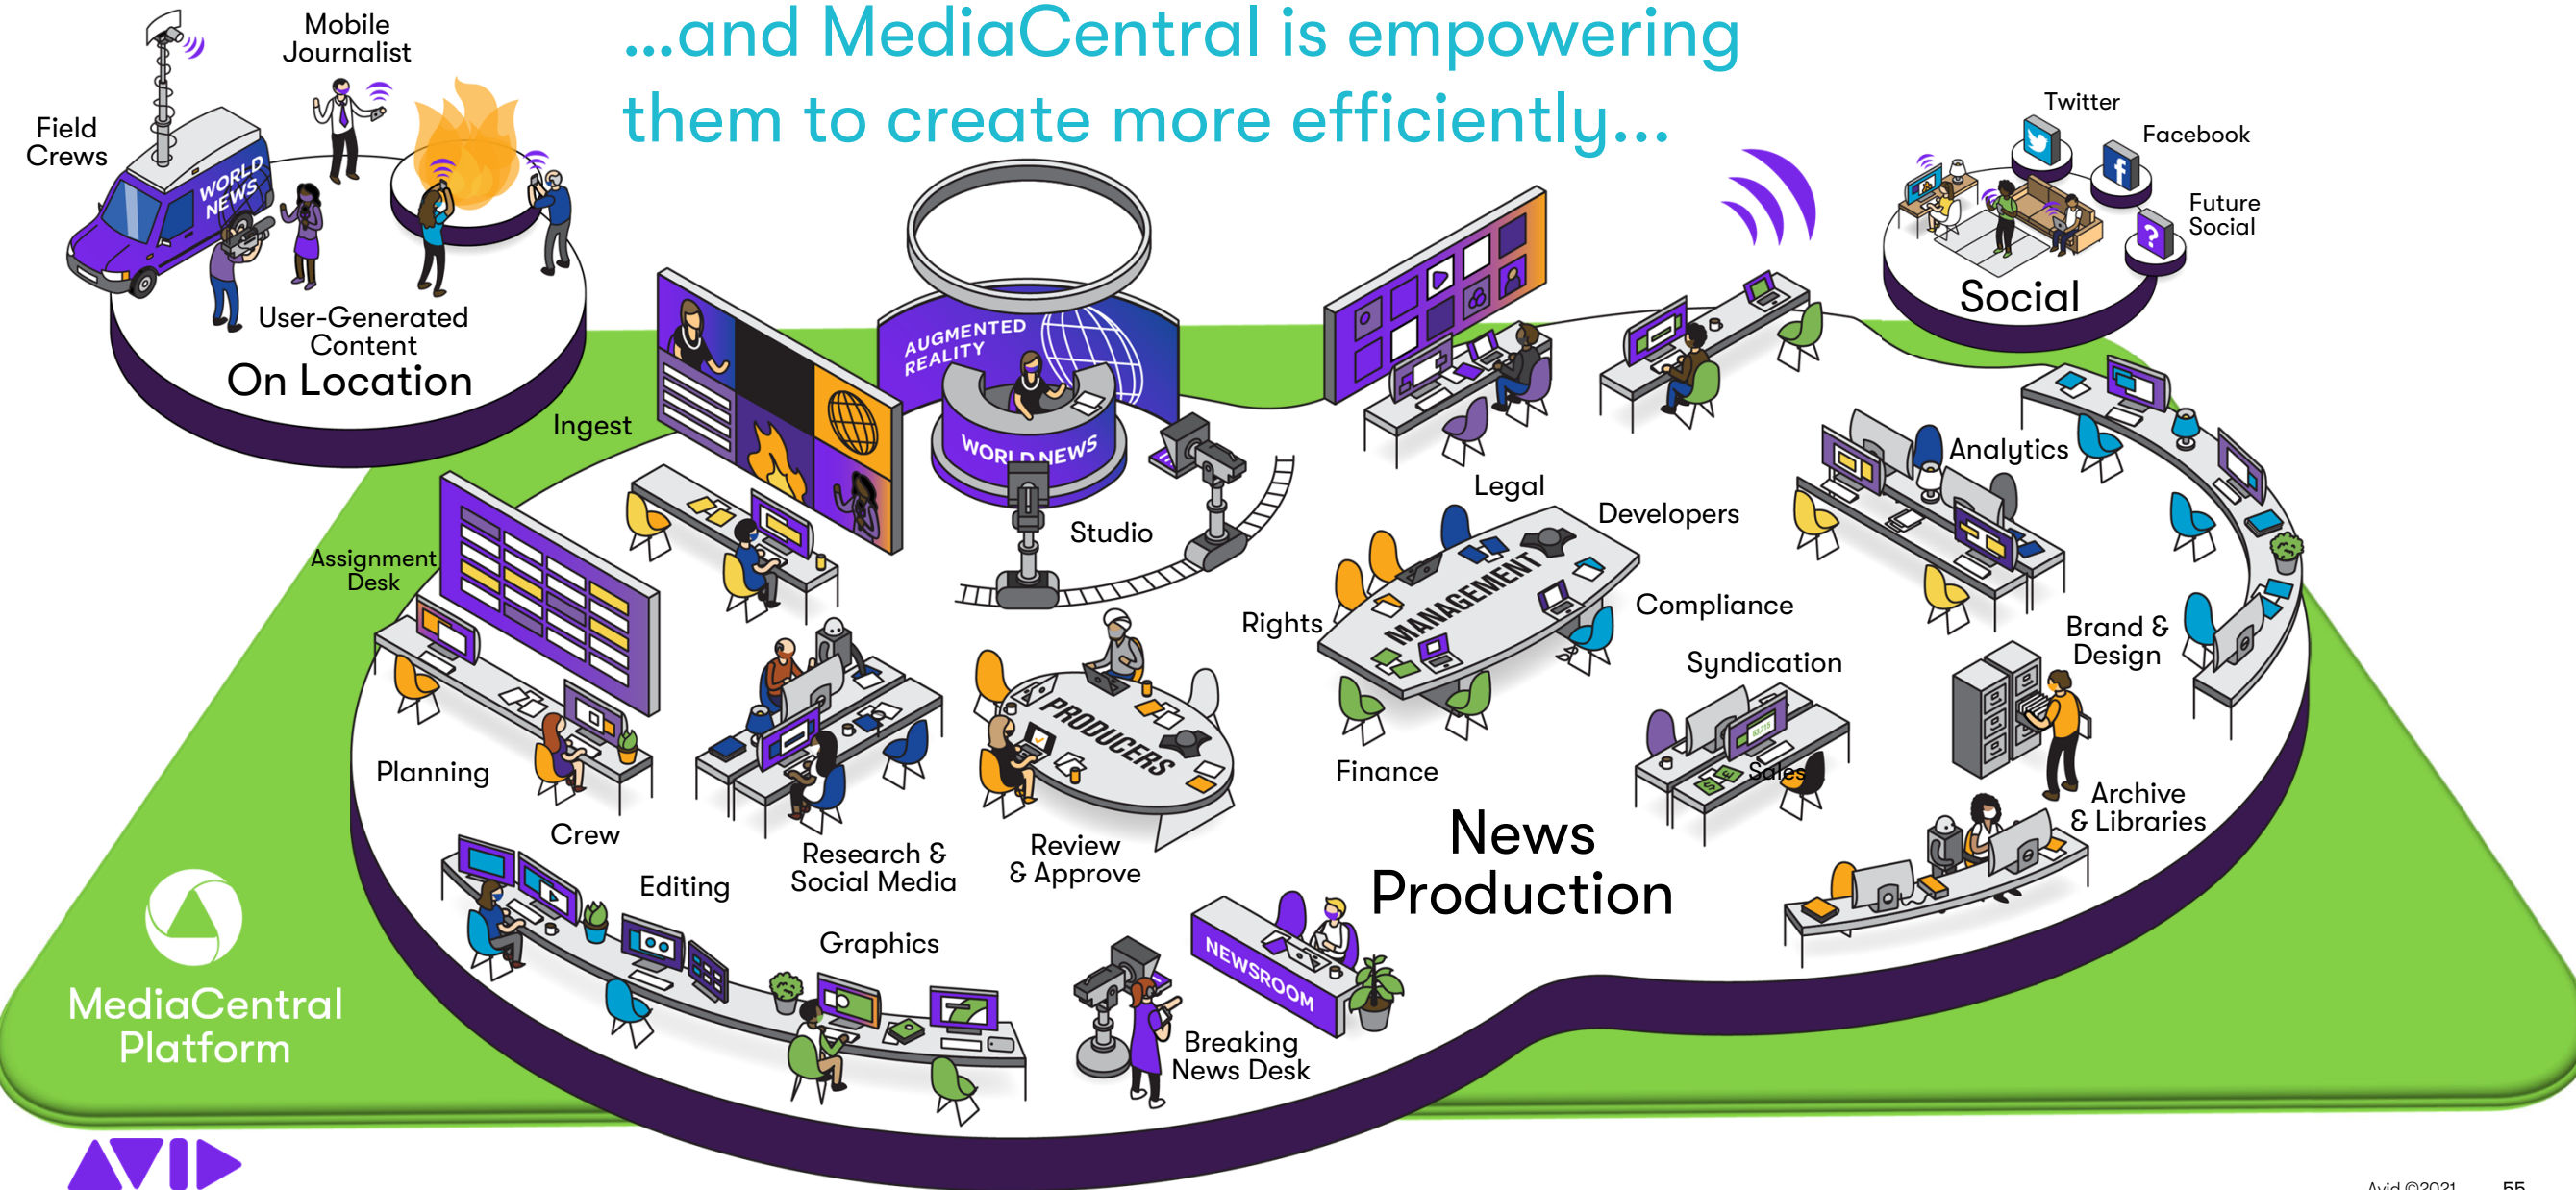 ...and MediaCentral is empowering
them to create more efficiently...
Mobile
Journalist
Field
Crews
WORLD
NEWS
User-Generated
Content
On Location
Twitter
Facebook
Future
Social
?
Social
AUGMENTED
REALITY
WORLD NEWS
Studio
Ingest
Assignment
Desk
Planning
Crew
Editing
Graphics
Research &
Social Media
PRODUCERS
Review
& Approve
Breaking
News Desk
NEWSROOM
News
Production
Legal
Developers
Rights
MANAGEMENT
Compliance
Finance
Syndication
Sales
Analytics
Brand &
Design
Archive
& Libraries
MediaCentral
Platform
AVID
Avid ©2021 55